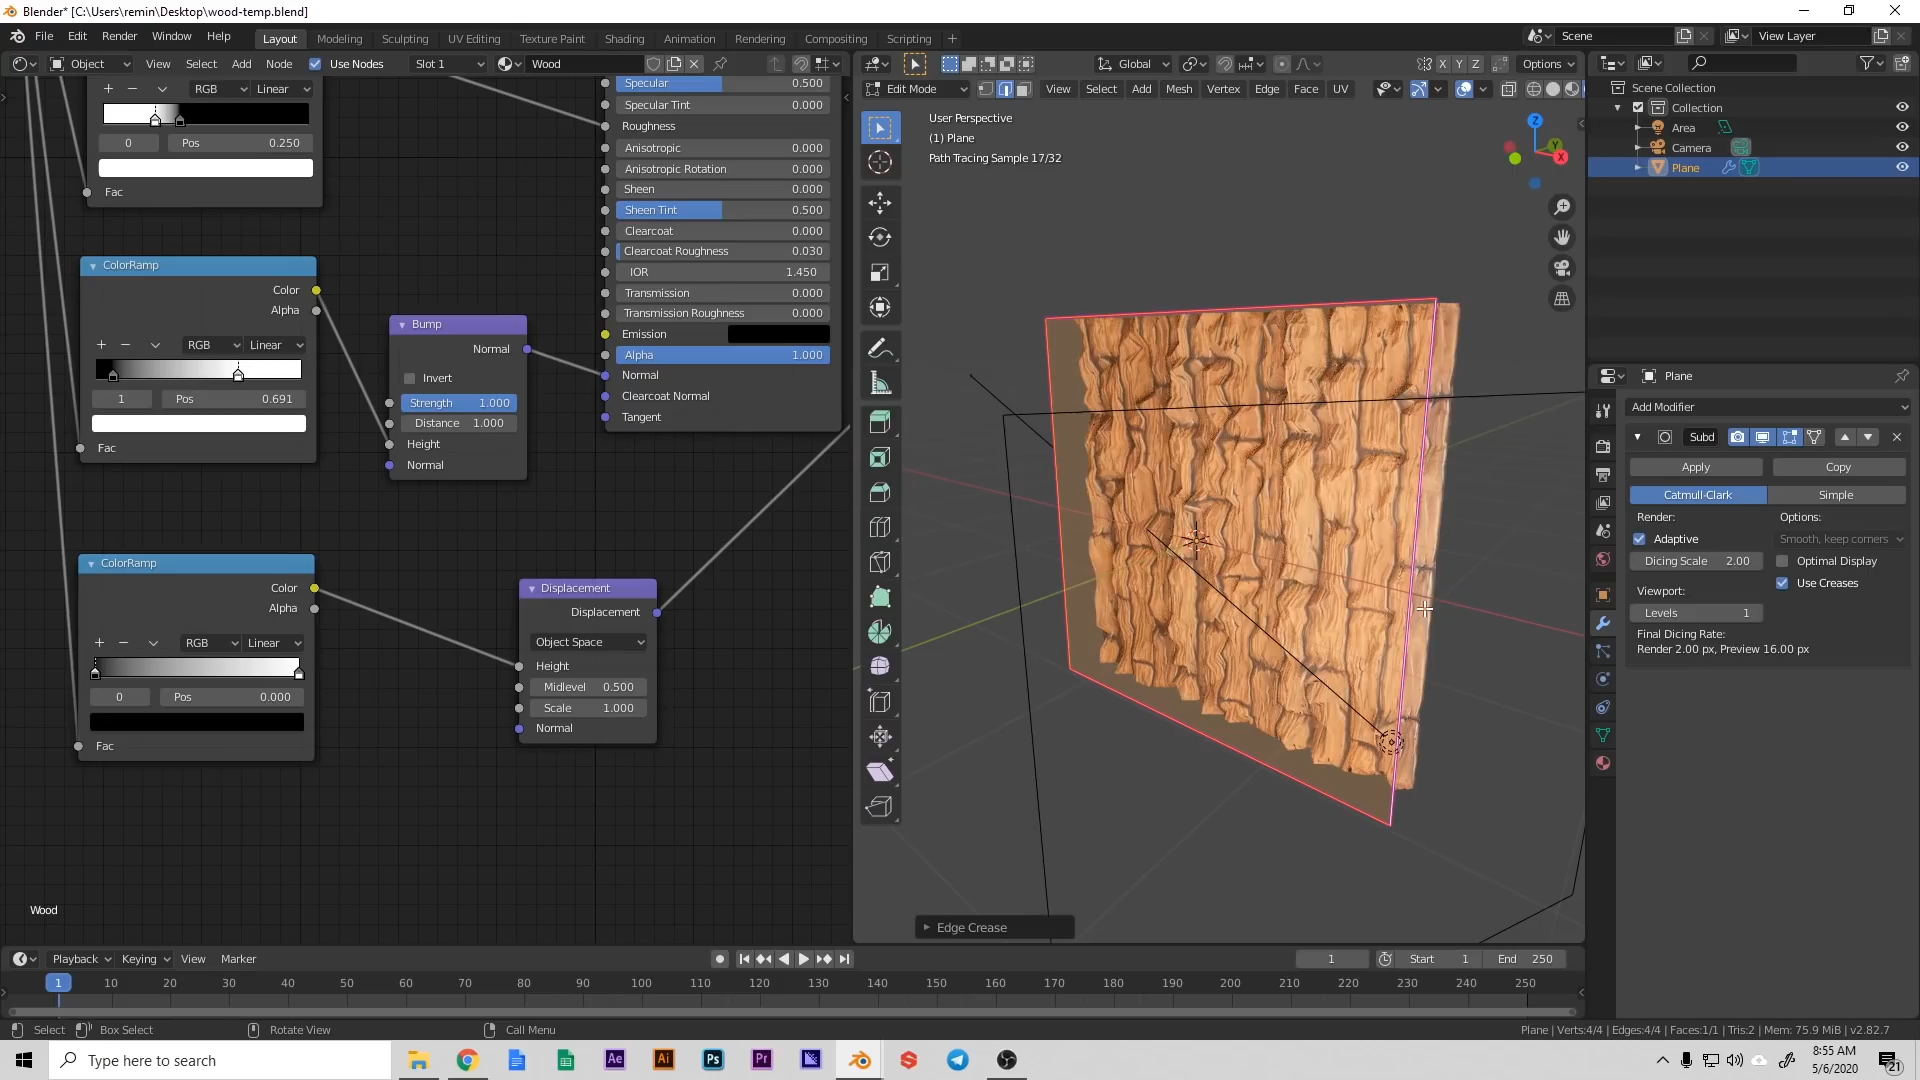 Blender* [C:\Users\remin\Desktop\wood-temp.blend]
File Edit Render Window Help
Layout Modeling Sculpting UV Editing Texture Paint Shading Animation Rendering Compositing Scripting
Scene
View Layer
Object View Select Add Node Use Nodes Slot 1 Wood
Global Options
X Y Z
Edit Mode View Select Add Mesh Vertex Edge Face UV
RGB Linear
0 Pos 0.250
Fac
ColorRamp
Color
Alpha
RGB Linear
1 Pos 0.691
Fac
Bump
Normal
Invert
Strength 1.000
Distance 1.000
Height
Normal
Specular 0.500
Specular Tint 0.000
Roughness
Anisotropic 0.000
Anisotropic Rotation 0.000
Sheen 0.000
Sheen Tint 0.500
Clearcoat 0.000
Clearcoat Roughness 0.030
IOR 1.450
Transmission 0.000
Transmission Roughness 0.000
Emission
Alpha 1.000
Normal
Clearcoat Normal
Tangent
ColorRamp
Color
Alpha
RGB Linear
0 Pos 0.000
Fac
Displacement
Displacement
Object Space
Height
Midlevel 0.500
Scale 1.000
Normal
Wood
User Perspective
(1) Plane
Path Tracing Sample 17/32
Z
Y
X
Edge Crease
Scene Collection
Collection
Area
Camera
Plane
Plane
Add Modifier
Subd
Apply Copy
Catmull-Clark Simple
Render: Options:
Adaptive Smooth, keep corners
Dicing Scale 2.00 Optimal Display
Viewport: Use Creases
Levels 1
Final Dicing Rate:
Render 2.00 px, Preview 16.00 px
Playback Keying View Marker
1 Start 1 End 250
1 10 20 30 40 50 60 70 80 90 100 110 120 130 140 150 160 170 180 190 200 210 220 230 240 250
Select Box Select Rotate View Call Menu
Plane | Verts:4/4 | Edges:4/4 | Faces:1/1 | Tris:2 | Mem: 75.9 MiB | v2.82.7
Type here to search
Ae Ai Ps Pr
8:55 AM
5/6/2020
21